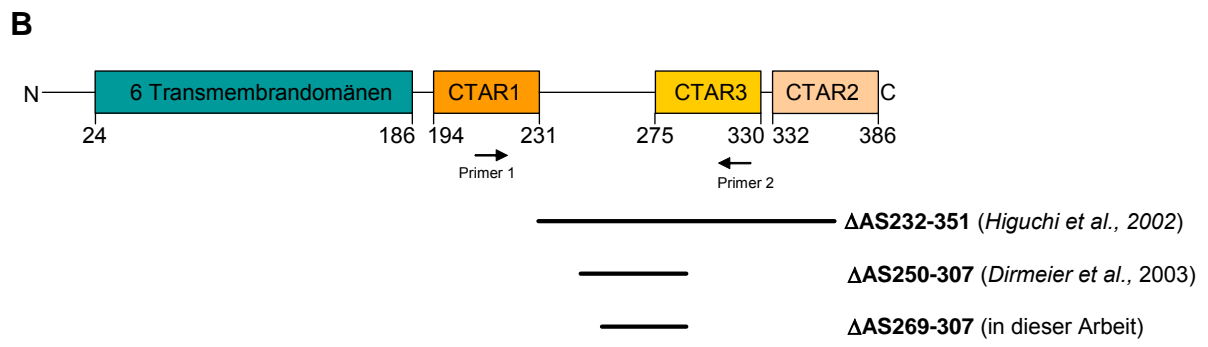 B
N 6 Transmembrandomänen CTAR1 CTAR3 CTAR2 C
24 186 194 231 275 330 332 386
Primer 1 Primer 2
ΔAS232-351 (Higuchi et al., 2002)
ΔAS250-307 (Dirmeier et al., 2003)
ΔAS269-307 (in dieser Arbeit)